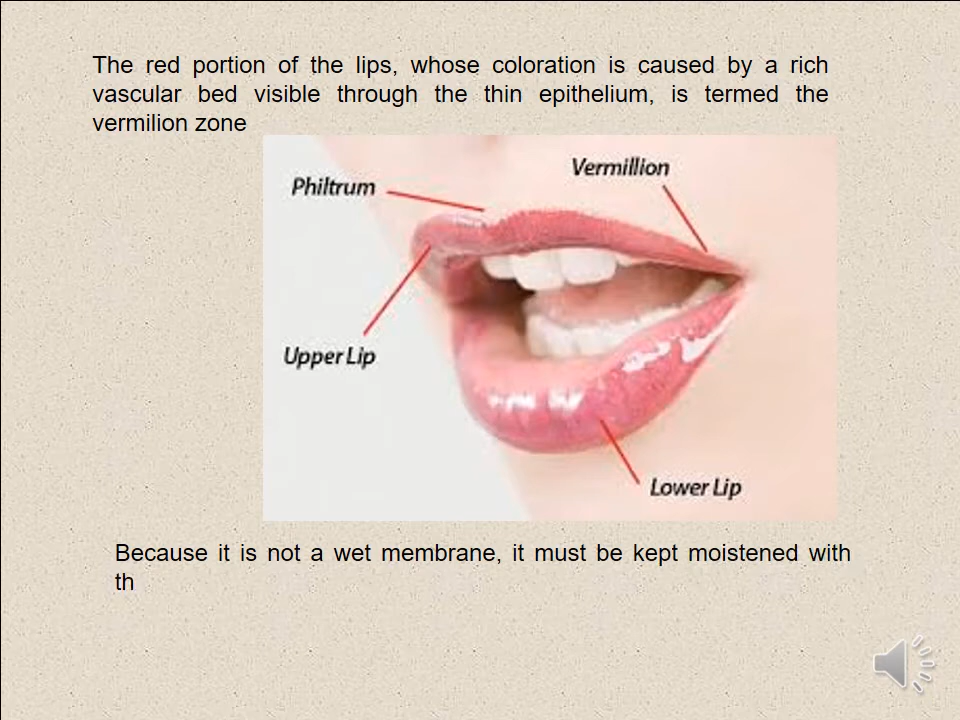 The red portion of the lips, whose coloration is caused by a rich
vascular bed visible through the thin epithelium, is termed the
vermilion zone
Philtrum
Vermillion
Upper Lip
Lower Lip
Because it is not a wet membrane, it must be kept moistened with
th